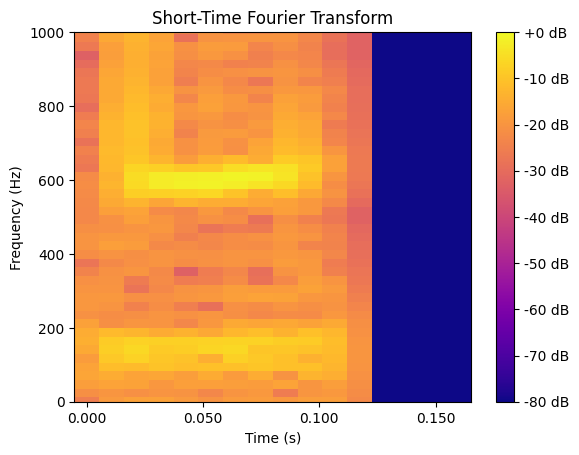 Short-Time Fourier Transform
Frequency (Hz)
1000
800
600
400
200
0
0.000
0.050
0.100
0.150
Time (s)
+0 dB
-10 dB
-20 dB
-30 dB
-40 dB
-50 dB
-60 dB
-70 dB
-80 dB